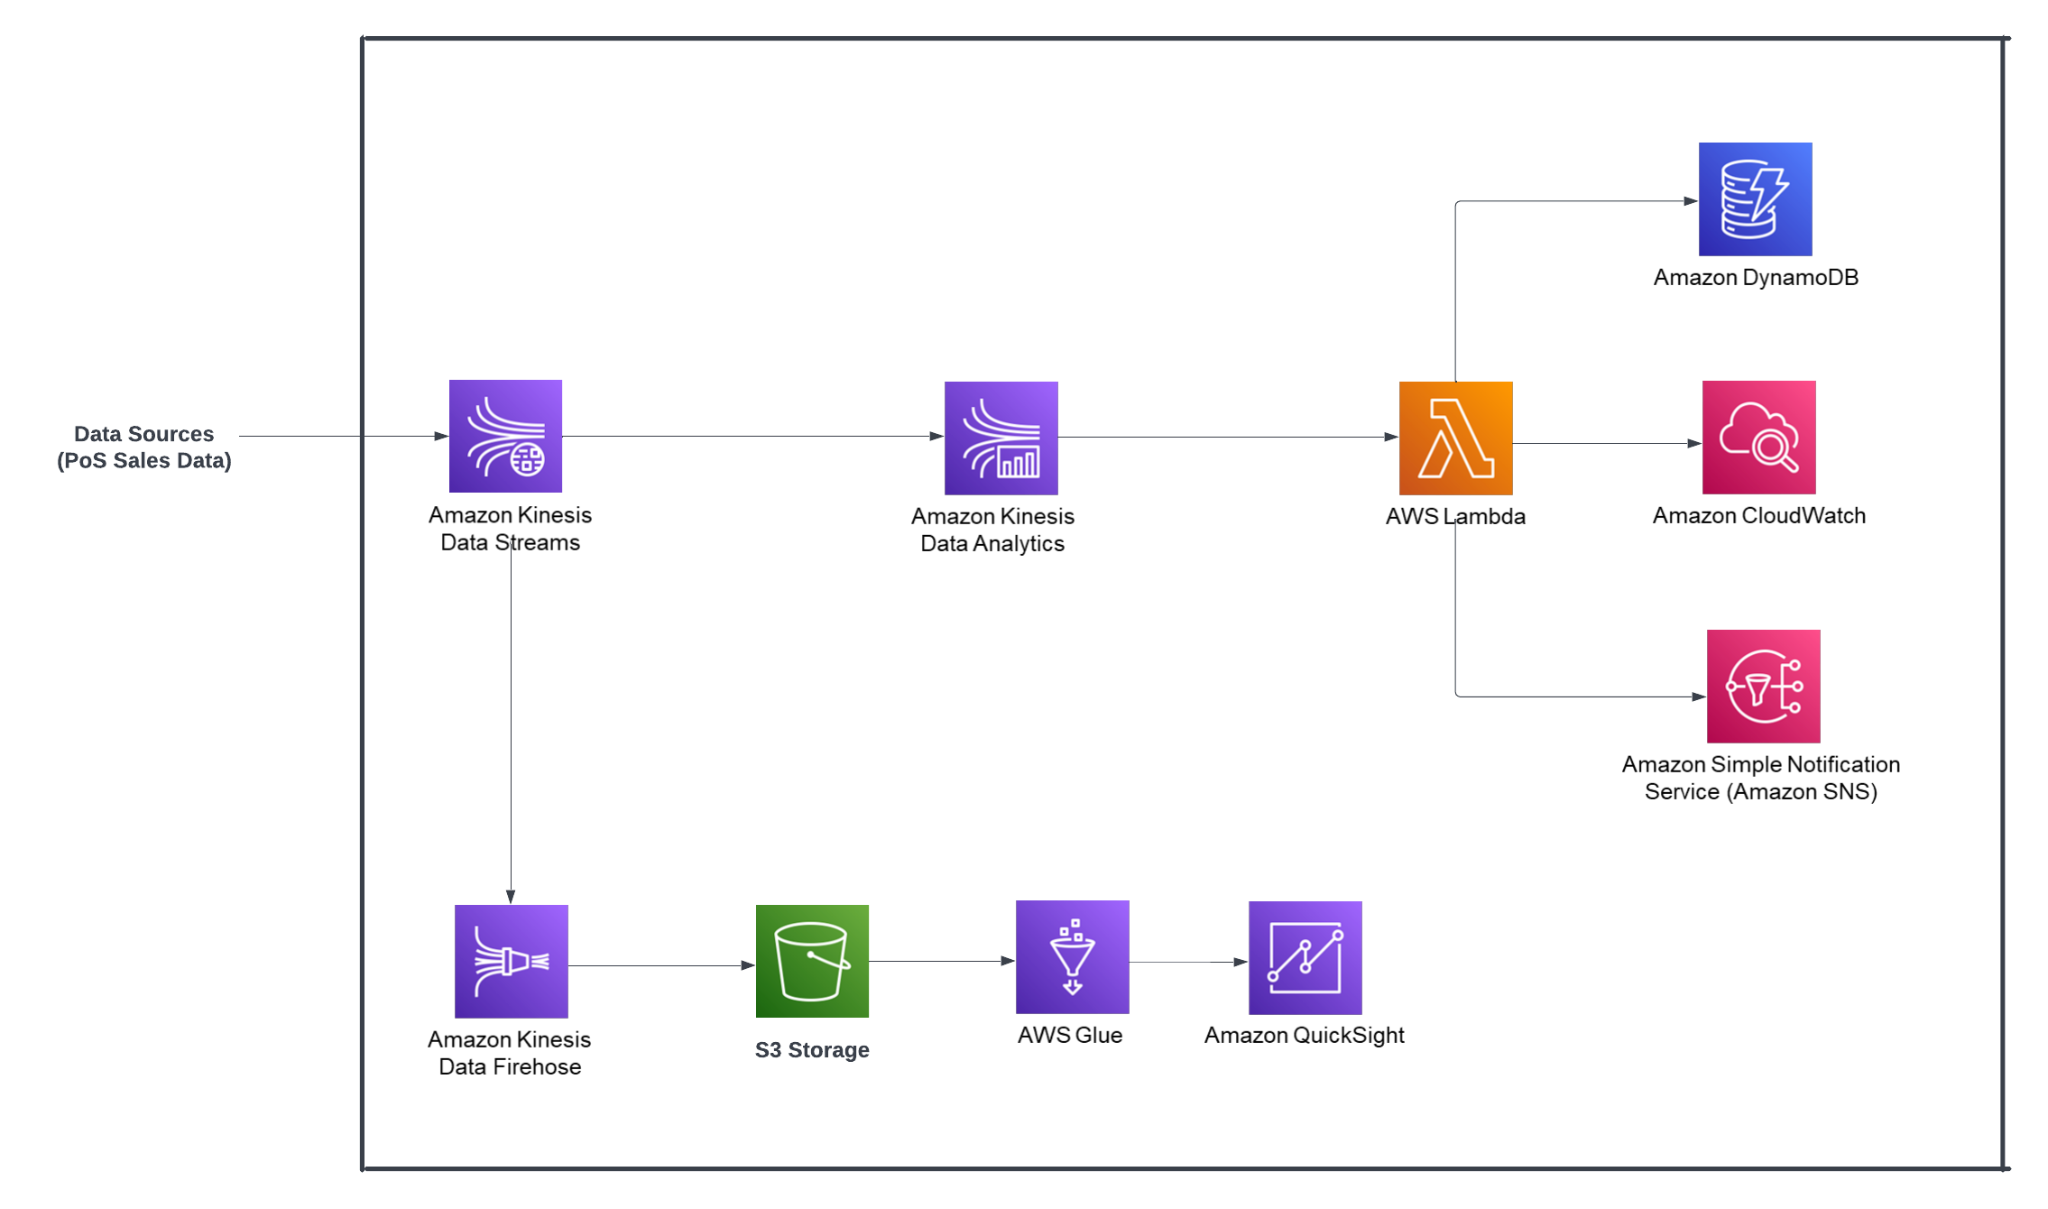 Data Sources
(PoS Sales Data)
Amazon Kinesis
Data Streams
Amazon Kinesis
Data Analytics
AWS Lambda
Amazon DynamoDB
Amazon CloudWatch
Amazon Simple Notification
Service (Amazon SNS)
Amazon Kinesis
Data Firehose
S3 Storage
AWS Glue
Amazon QuickSight